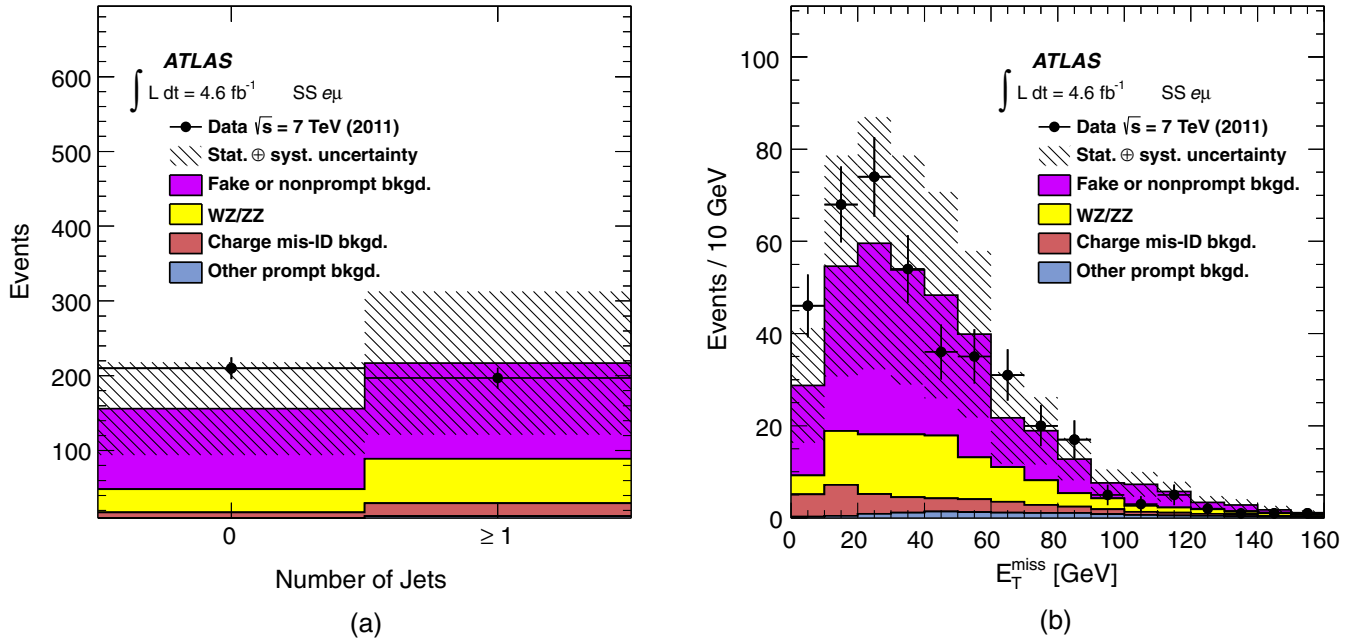 ATLAS
∫ L dt = 4.6 fb⁻¹ SS eμ
Data √s = 7 TeV (2011)
Stat. ⊕ syst. uncertainty
Fake or nonprompt bkgd.
WZ/ZZ
Charge mis-ID bkgd.
Other prompt bkgd.
Events
600
500
400
300
200
100
0
≥ 1
Number of Jets
(a)
ATLAS
∫ L dt = 4.6 fb⁻¹ SS eμ
Data √s = 7 TeV (2011)
Stat. ⊕ syst. uncertainty
Fake or nonprompt bkgd.
WZ/ZZ
Charge mis-ID bkgd.
Other prompt bkgd.
Events / 10 GeV
100
80
60
40
20
0
0 20 40 60 80 100 120 140 160
E_T^miss [GeV]
(b)